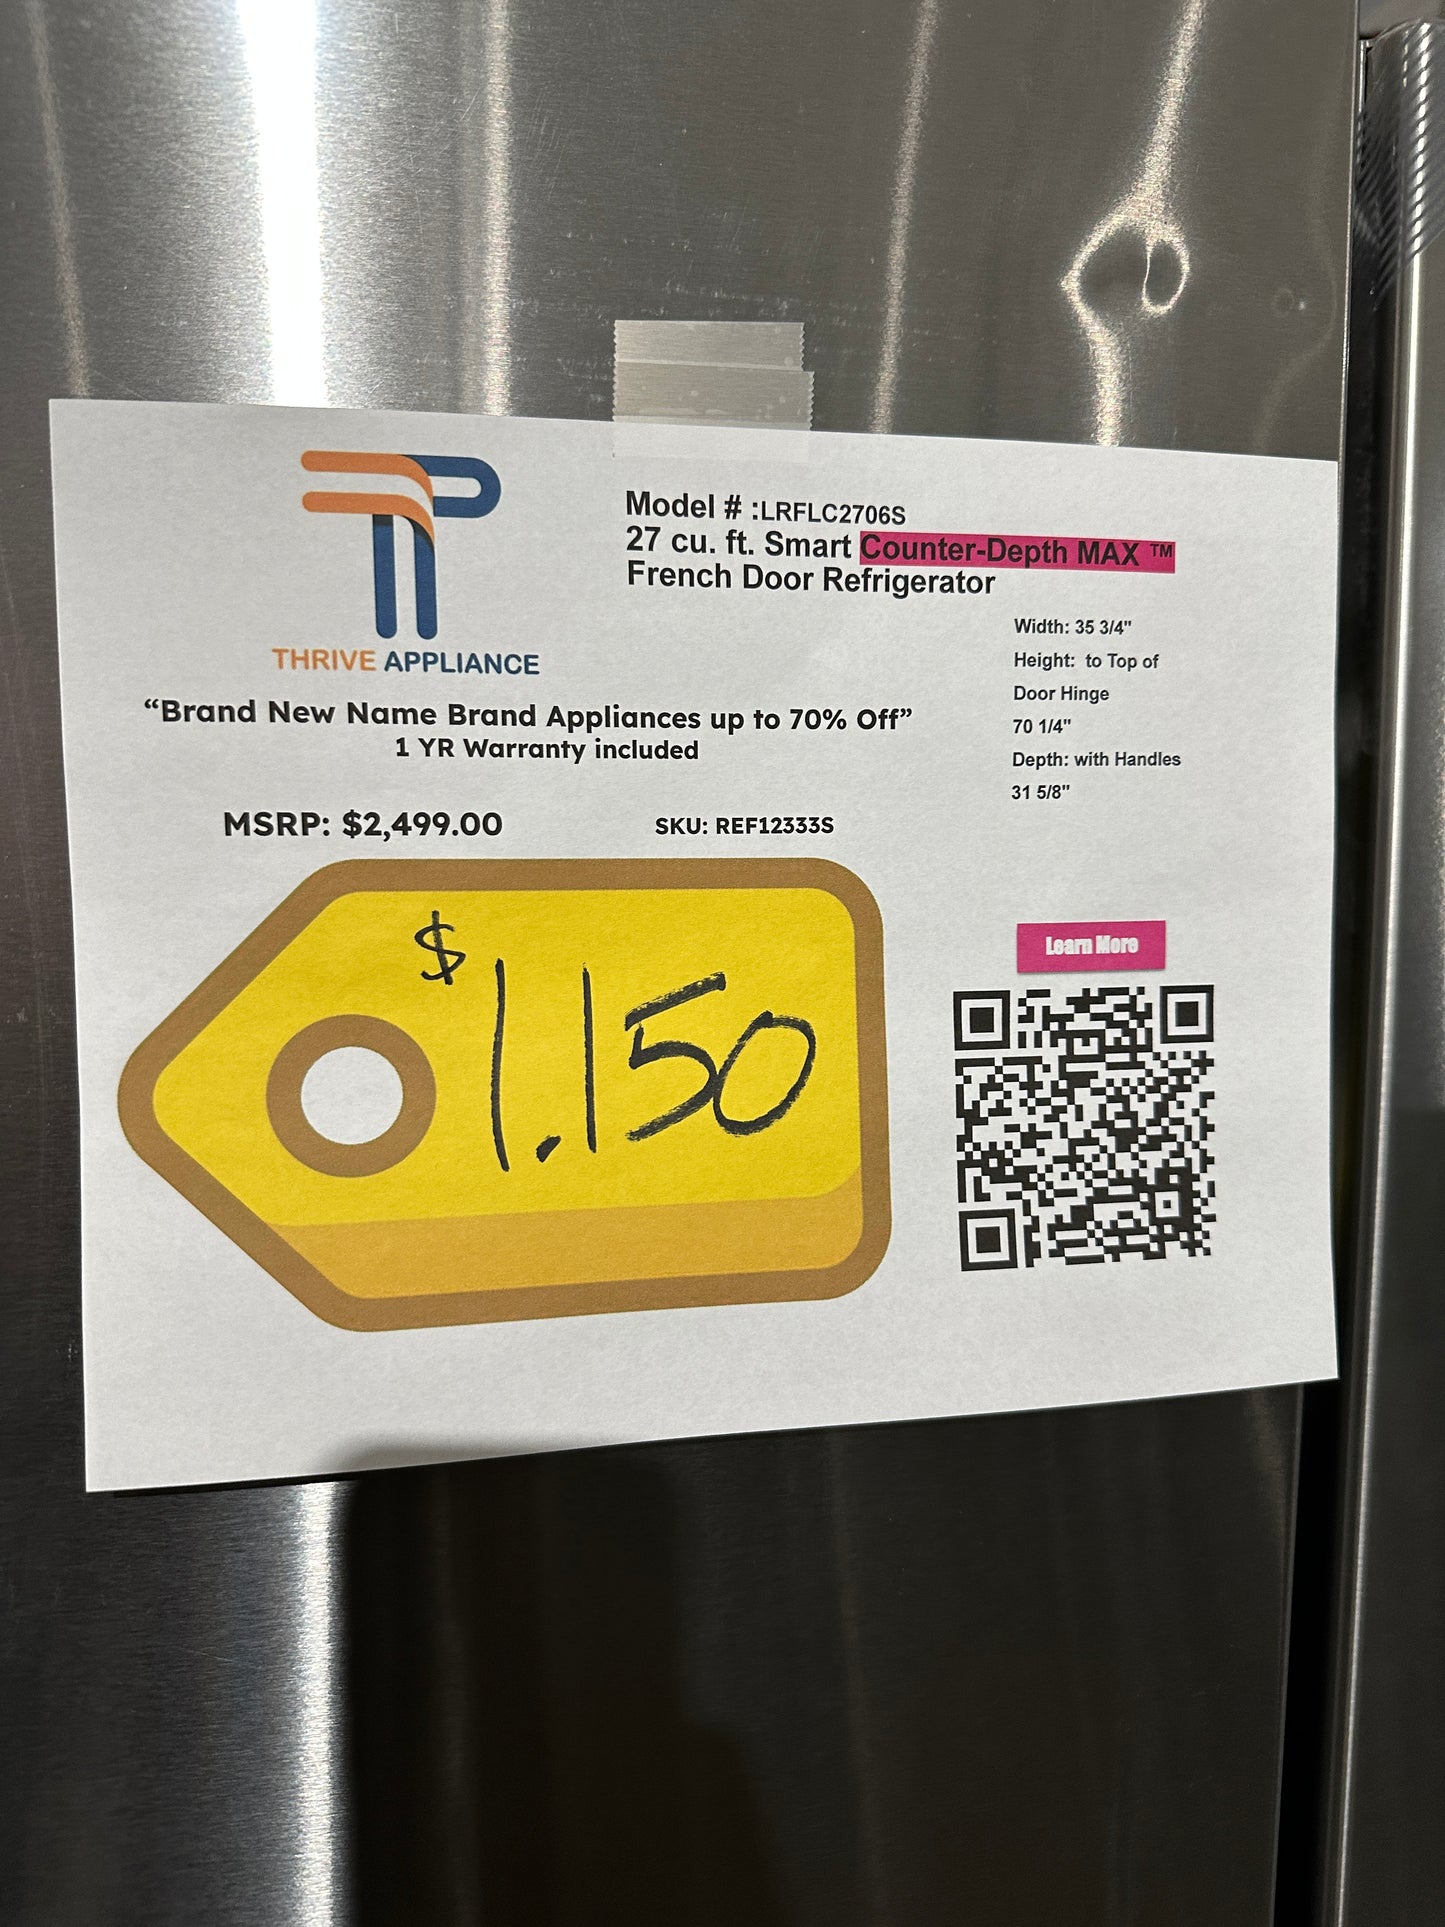 THRIVE APPLIANCE
Model # :LRFLC2706S
27 cu. ft. Smart Counter-Depth MAX ™
French Door Refrigerator
Width: 35 3/4"
Height: to Top of
Door Hinge
70 1/4"
Depth: with Handles
31 5/8"
“Brand New Name Brand Appliances up to 70% Off”
1 YR Warranty included
MSRP: $2,499.00
SKU: REF12333S
$1.150
Learn More